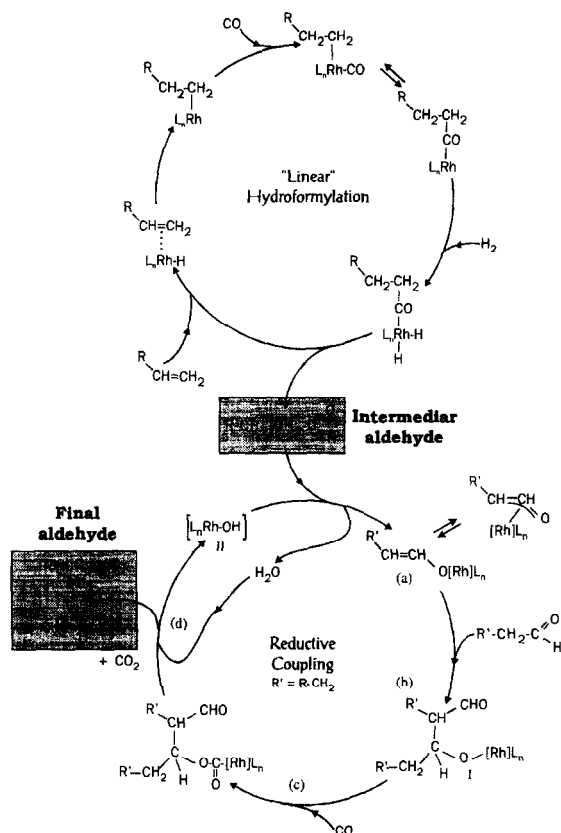 CO
R
CH₂-CH₂
LₙRh-CO
R
CH₂-CH₂
LₙRh
R
CH₂-CH₂
CO
LₙRh
"Linear"
Hydroformylation
R
CH=CH₂
LₙRh-H
H₂
R
CH₂-CH₂
CO
LₙRh-H
H
R
CH=CH₂
Intermediar
aldehyde
Final
aldehyde
[LₙRh-OH]
II
R'
CH=CH
O
[Rh]Lₙ
R'
CH=CH
O[Rh]Lₙ
(a)
H₂O
(d)
+ CO₂
Reductive
Coupling
R' = R-CH₂
R'-CH₂-C
O
H
(b)
R'
CH-CHO
R'-CH₂
C
H
O-C-[Rh]Lₙ
O
R'
CH-CHO
R'-CH₂
C
H
O
[Rh]Lₙ
I
(c)
CO